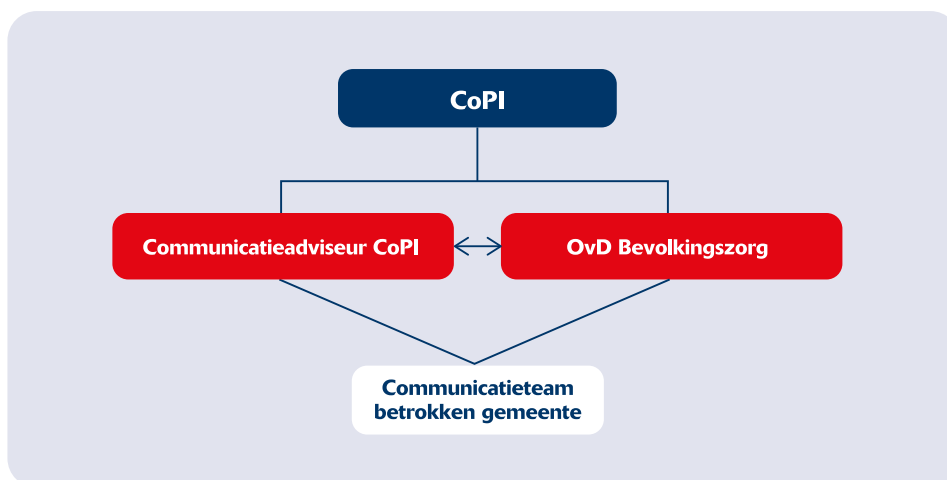 CoPI
Communicatieadviseur CoPI
OvD Bevolkingszorg
Communicatieteam
betrokken gemeente